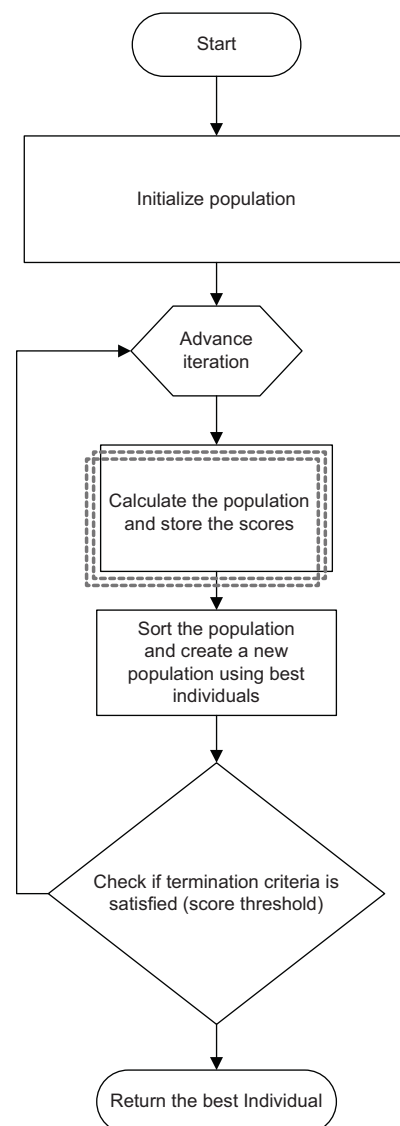 Start
Initialize population
Advance
iteration
Calculate the population
and store the scores
Sort the population
and create a new
population using best
individuals
Check if termination criteria is
satisfied (score threshold)
Return the best Individual